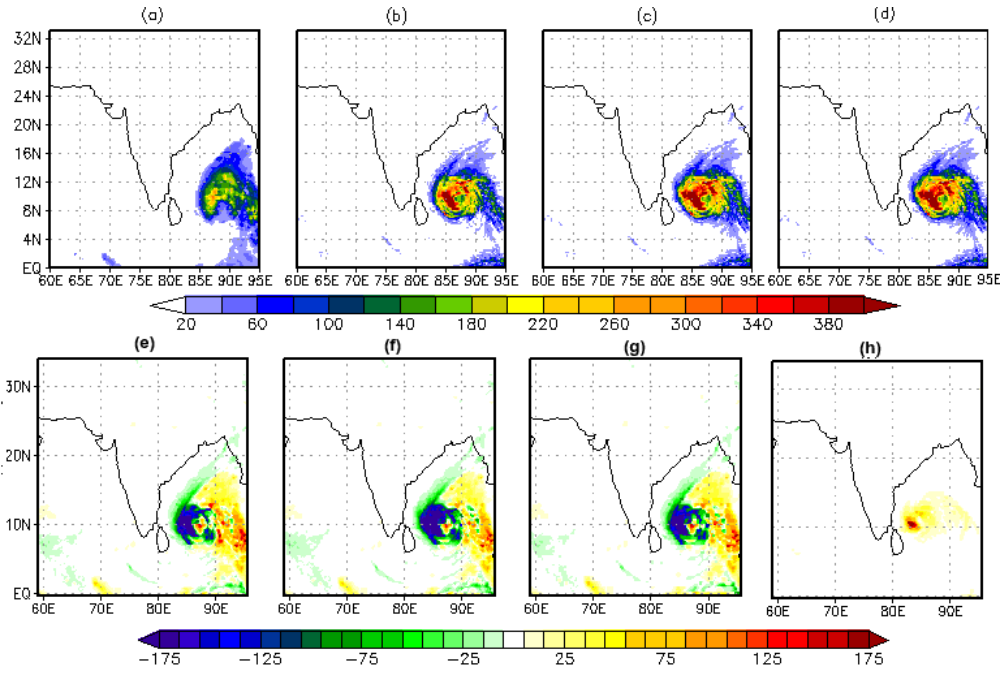 (a) (b) (c) (d)
32N
28N
24N
20N
16N
12N
8N
4N
EQ
60E 65E 70E 75E 80E 85E 90E 95E 60E 65E 70E 75E 80E 85E 90E 95E 60E 65E 70E 75E 80E 85E 90E 95E 60E 65E 70E 75E 80E 85E 90E 95E
20 60 100 140 180 220 260 300 340 380
(e) (f) (g) (h)
30N
20N
10N
EQ
60E 70E 80E 90E 60E 70E 80E 90E 60E 70E 80E 90E 60E 70E 80E 90E
−175 −125 −75 −25 25 75 125 175